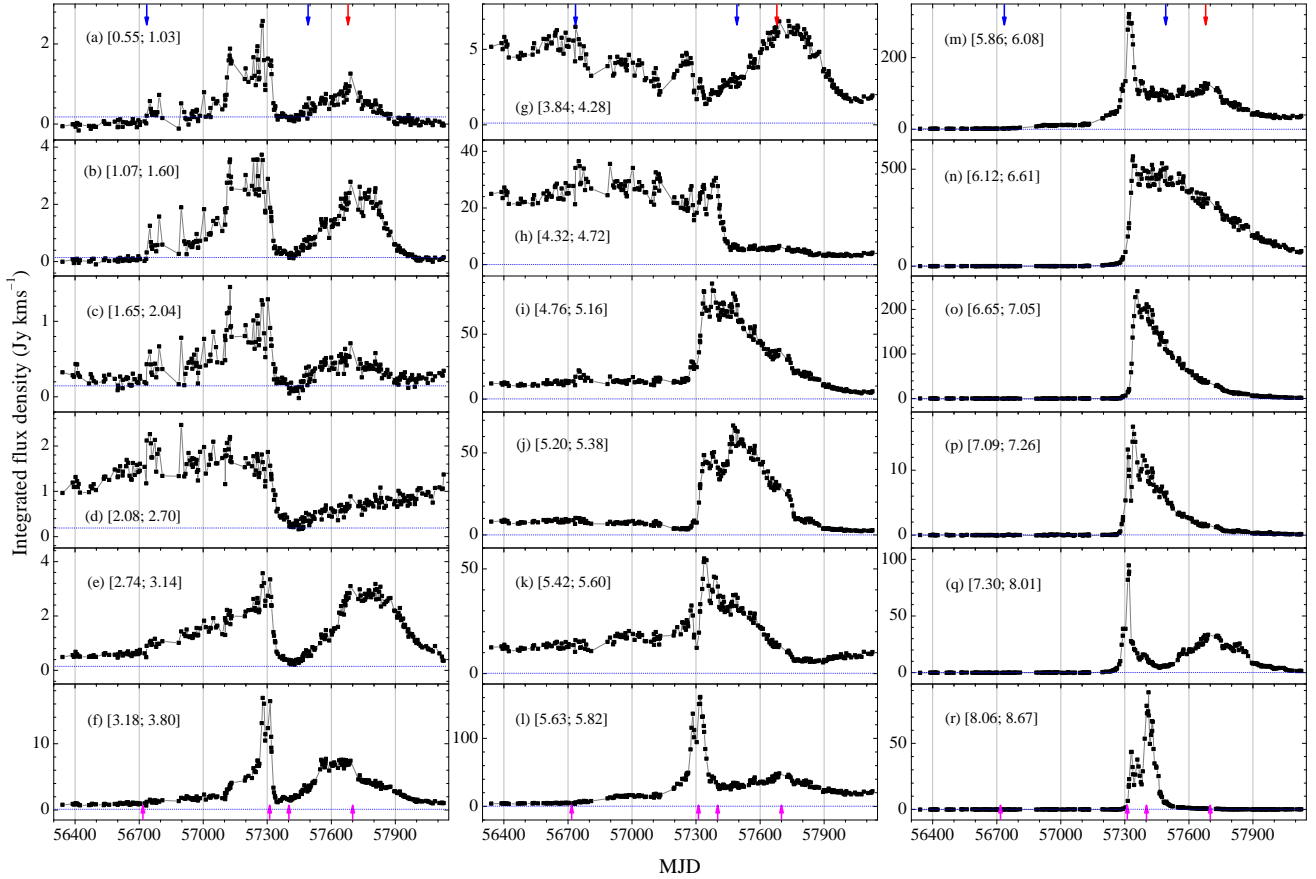 Integrated flux density (Jy kms⁻¹)
(a) [0.55; 1.03]
2
0
(b) [1.07; 1.60]
4
2
0
(c) [1.65; 2.04]
1
0
(d) [2.08; 2.70]
2
1
0
(e) [2.74; 3.14]
4
2
0
(f) [3.18; 3.80]
10
0
56400 56700 57000 57300 57600 57900
(g) [3.84; 4.28]
5
0
(h) [4.32; 4.72]
40
20
0
(i) [4.76; 5.16]
50
0
(j) [5.20; 5.38]
50
0
(k) [5.42; 5.60]
50
0
(l) [5.63; 5.82]
100
0
56400 56700 57000 57300 57600 57900
MJD
(m) [5.86; 6.08]
300
0
(n) [6.12; 6.61]
500
0
(o) [6.65; 7.05]
200
100
0
(p) [7.09; 7.26]
10
0
(q) [7.30; 8.01]
100
50
0
(r) [8.06; 8.67]
50
0
56400 56700 57000 57300 57600 57900